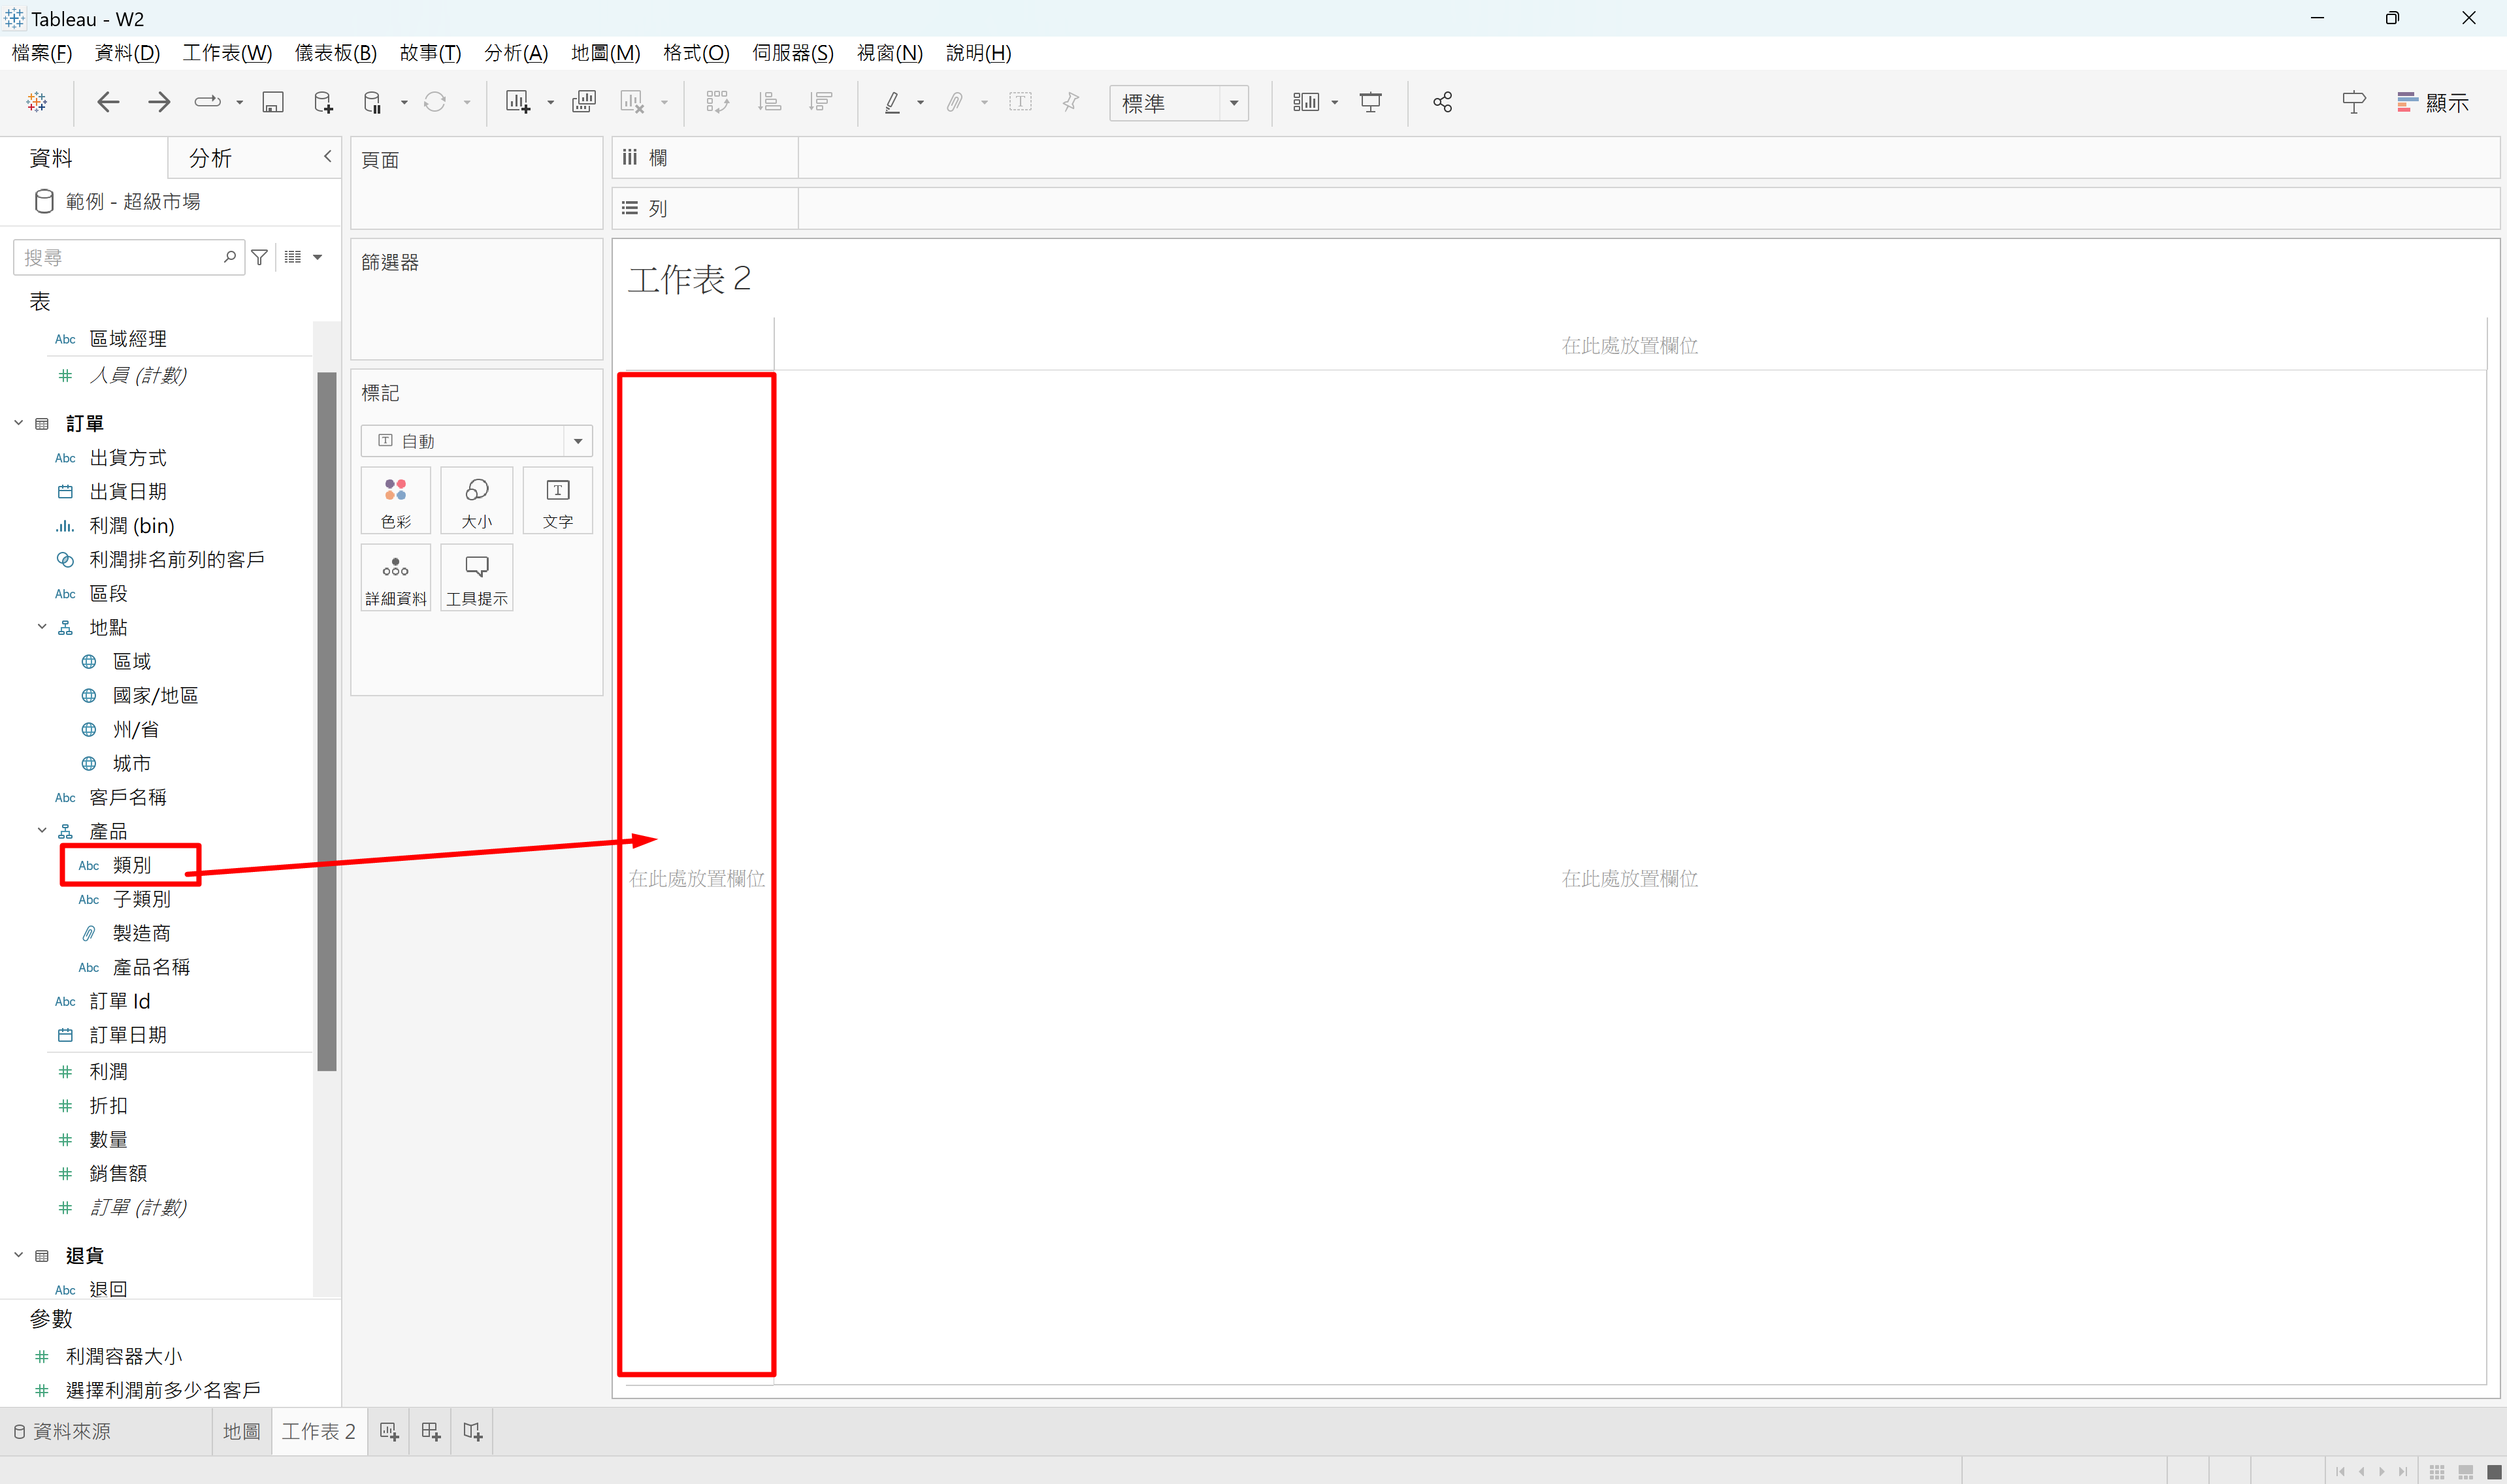 Tableau - W2
檔案(F) 資料(D) 工作表(W) 儀表板(B) 故事(T) 分析(A) 地圖(M) 格式(O) 伺服器(S) 視窗(N) 說明(H)
標準
顯示
資料 分析
範例 - 超級市場
搜尋
表
Abc 區域經理
人員 (計數)
訂單
Abc 出貨方式
出貨日期
利潤 (bin)
利潤排名前列的客戶
Abc 區段
地點
區域
國家/地區
州/省
城市
Abc 客戶名稱
產品
Abc 類別
Abc 子類別
製造商
Abc 產品名稱
Abc 訂單 Id
訂單日期
利潤
折扣
數量
銷售額
訂單 (計數)
退貨
Abc 退回
參數
利潤容器大小
選擇利潤前多少名客戶
頁面
篩選器
標記
自動
色彩 大小 文字
詳細資料 工具提示
欄
列
工作表 2
在此處放置欄位
在此處放置欄位
在此處放置欄位
資料來源 地圖 工作表 2